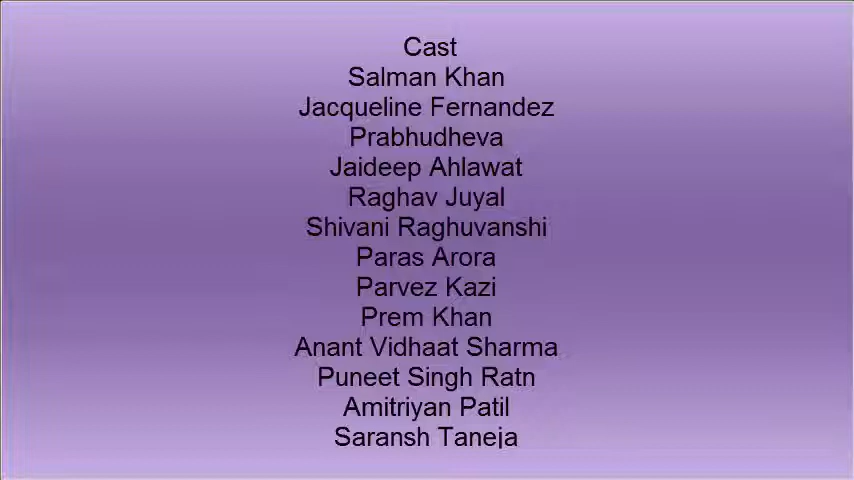 Cast
Salman Khan
Jacqueline Fernandez
Prabhudheva
Jaideep Ahlawat
Raghav Juyal
Shivani Raghuvanshi
Paras Arora
Parvez Kazi
Prem Khan
Anant Vidhaat Sharma
Puneet Singh Ratn
Amitriyan Patil
Saransh Taneja